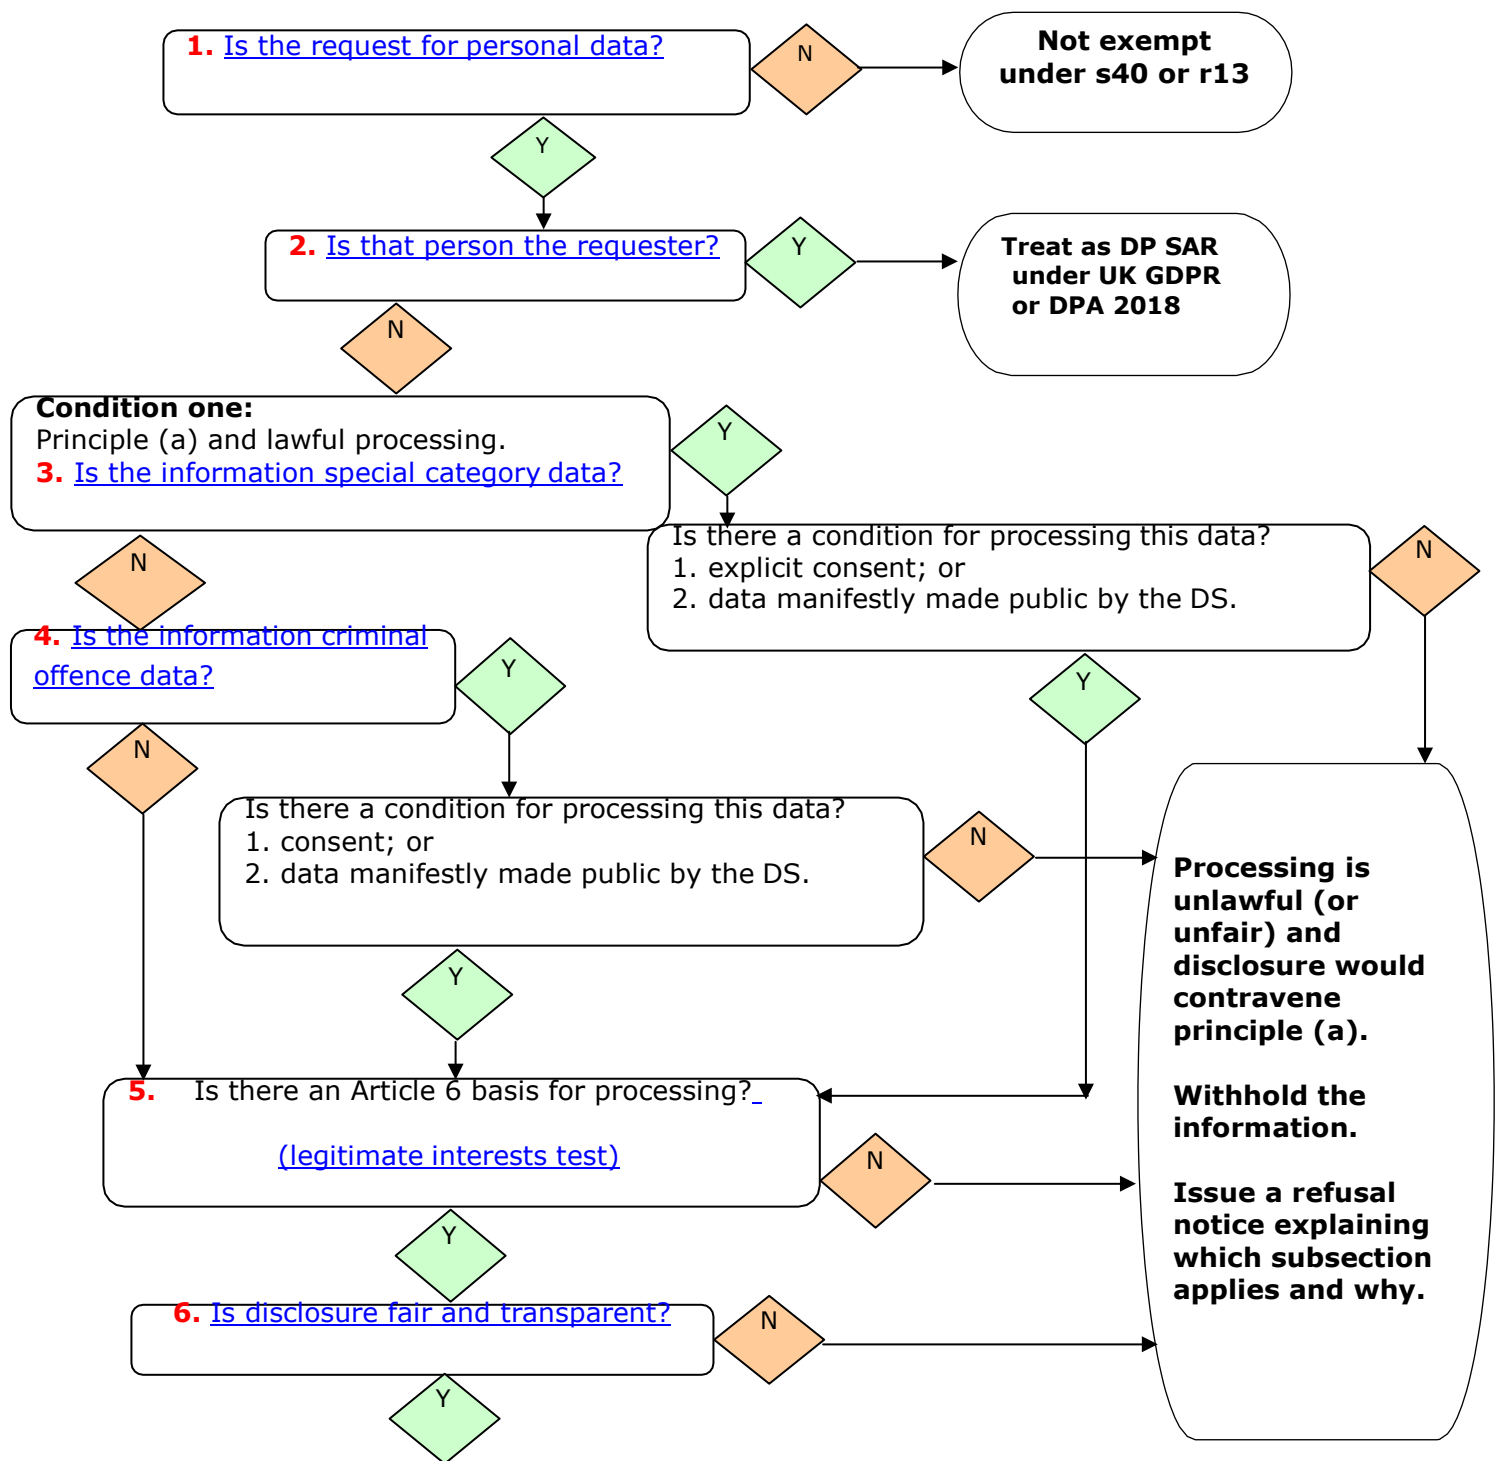 1. Is the request for personal data?
N
Not exempt
under s40 or r13
Y
2. Is that person the requester?
Y
Treat as DP SAR
under UK GDPR
or DPA 2018
N
Condition one:
Principle (a) and lawful processing.
3. Is the information special category data?
Y
Is there a condition for processing this data?
1. explicit consent; or
2. data manifestly made public by the DS.
N
N
4. Is the information criminal
offence data?
Y
Y
N
Is there a condition for processing this data?
1. consent; or
2. data manifestly made public by the DS.
N
Processing is
unlawful (or
unfair) and
disclosure would
contravene
principle (a).
Withhold the
information.
Issue a refusal
notice explaining
which subsection
applies and why.
Y
5. Is there an Article 6 basis for processing?
(legitimate interests test)
N
Y
6. Is disclosure fair and transparent?
N
Y